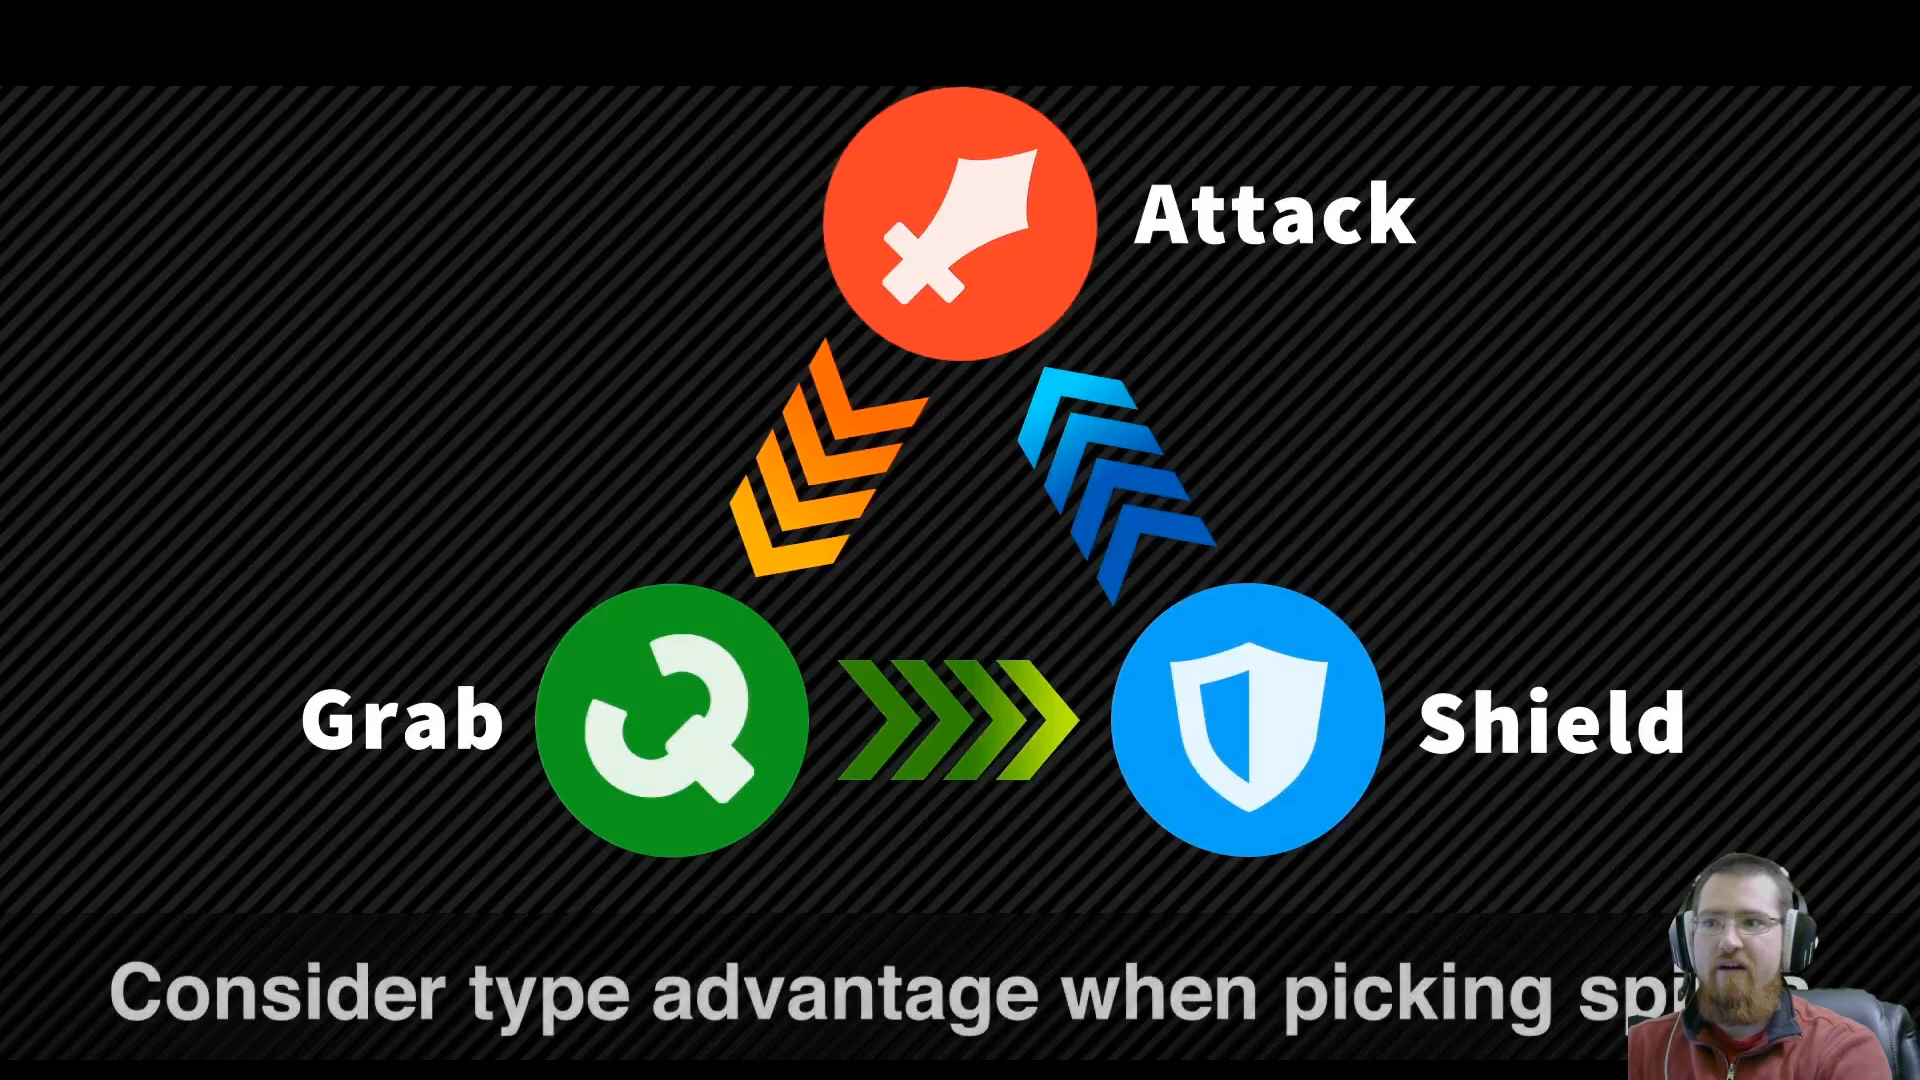 Attack
Grab
Shield
Consider type advantage when picking